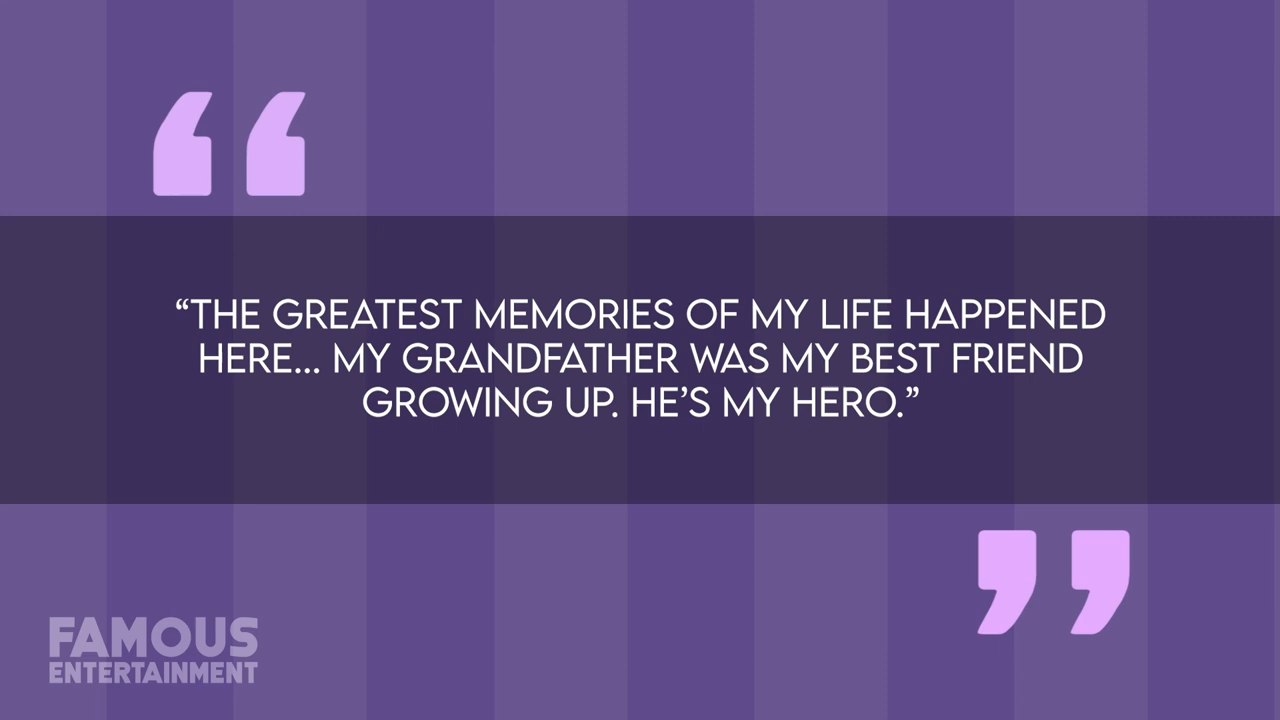 “THE GREATEST MEMORIES OF MY LIFE HAPPENED
HERE... MY GRANDFATHER WAS MY BEST FRIEND
GROWING UP. HE’S MY HERO.”
FAMOUS
ENTERTAINMENT